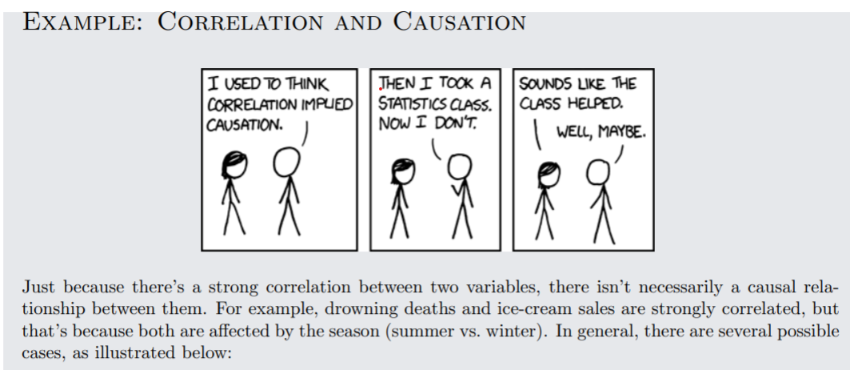 EXAMPLE: CORRELATION AND CAUSATION
I USED TO THINK
CORRELATION IMPLIED
CAUSATION.
THEN I TOOK A
STATISTICS CLASS.
NOW I DON'T.
SOUNDS LIKE THE
CLASS HELPED.
WELL, MAYBE.
Just because there's a strong correlation between two variables, there isn't necessarily a causal rela-
tionship between them. For example, drowning deaths and ice-cream sales are strongly correlated, but
that's because both are affected by the season (summer vs. winter). In general, there are several possible
cases, as illustrated below: